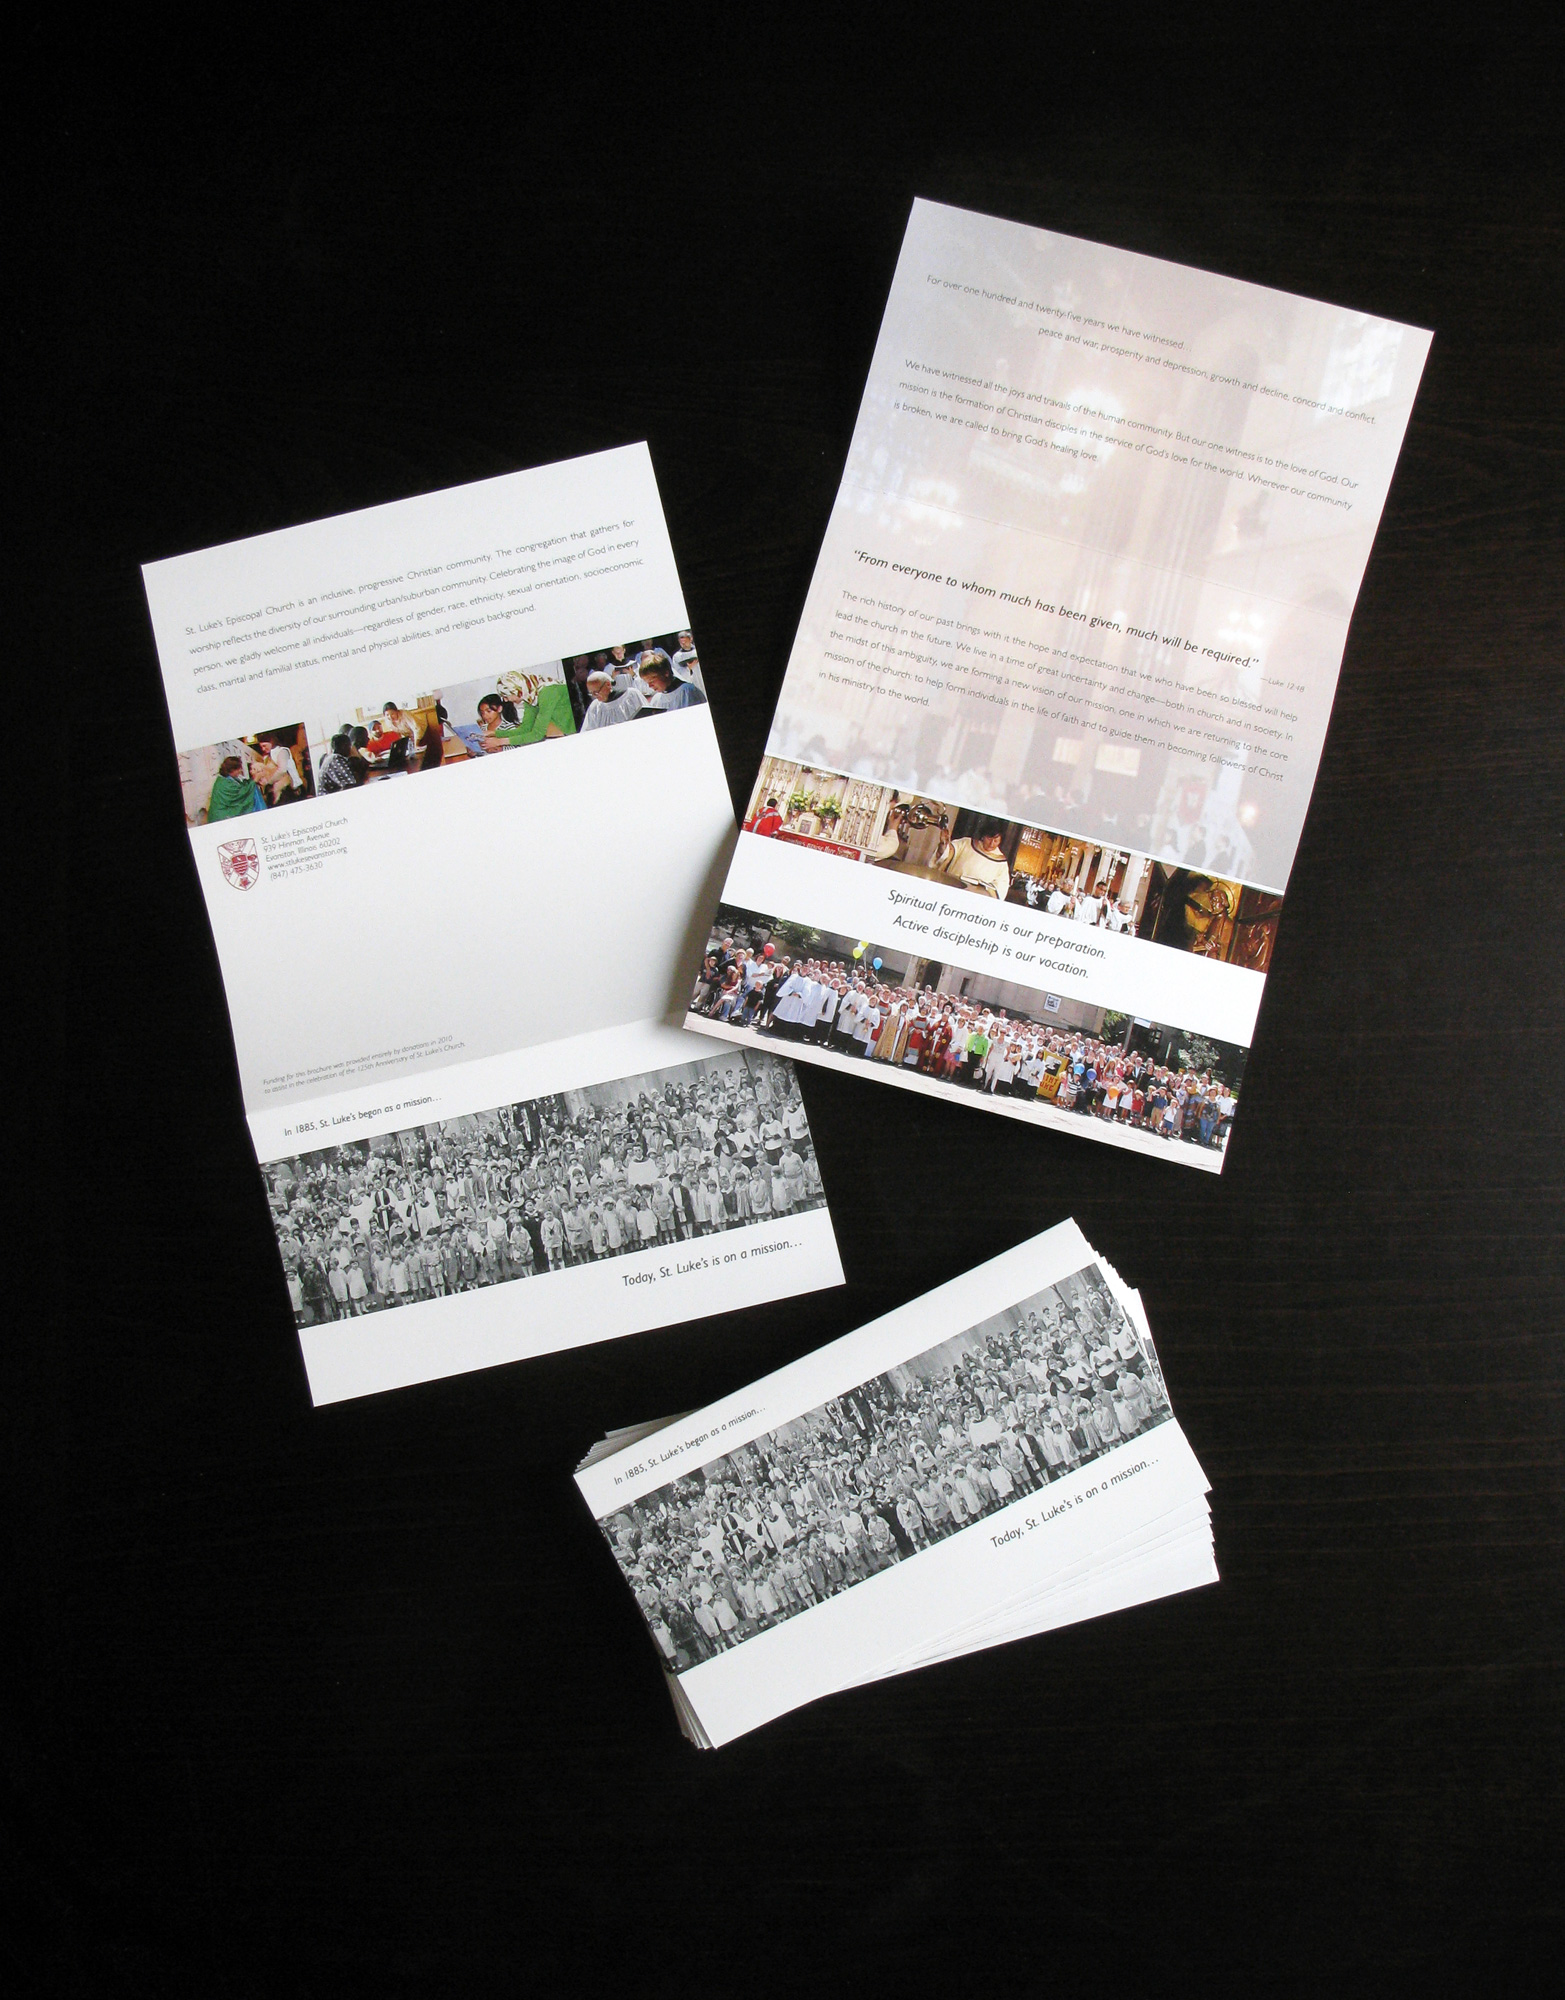 St. Luke's Episcopal Church is an inclusive, progressive Christian community. The congregation that gathers for
worship reflects the diversity of our surrounding urban/suburban community. Celebrating the image of God in every
person, we gladly welcome all individuals—regardless of gender, race, ethnicity, sexual orientation, socioeconomic
class, marital and familial status, mental and physical abilities, and religious background.
St. Luke's Episcopal Church
939 Hinman Avenue
Evanston, Illinois 60202
www.stlukesevanston.org
(847) 475-3630
Funding for this brochure was provided entirely by donations in 2010
to assist in the celebration of the 125th Anniversary of St. Luke's Church.
In 1885, St. Luke's began as a mission...
Today, St. Luke's is on a mission...
For over one hundred and twenty-five years we have witnessed...
peace and war, prosperity and depression, growth and decline, concord and conflict.
We have witnessed all the joys and travails of the human community. But our one witness is to the love of God. Our
mission is the formation of Christian disciples in the service of God's love for the world. Wherever our community
is broken, we are called to bring God's healing love.
"From everyone to whom much has been given, much will be required."
—Luke 12:48
The rich history of our past brings with it the hope and expectation that we who have been so blessed will help
lead the church in the future. We live in a time of great uncertainty and change—both in church and in society. In
the midst of this ambiguity, we are forming a new vision of our mission, one in which we are returning to the core
mission of the church: to help form individuals in the life of faith and to guide them in becoming followers of Christ
in his ministry to the world.
Spiritual formation is our preparation.
Active discipleship is our vocation.
In 1885, St. Luke's began as a mission...
Today, St. Luke's is on a mission...